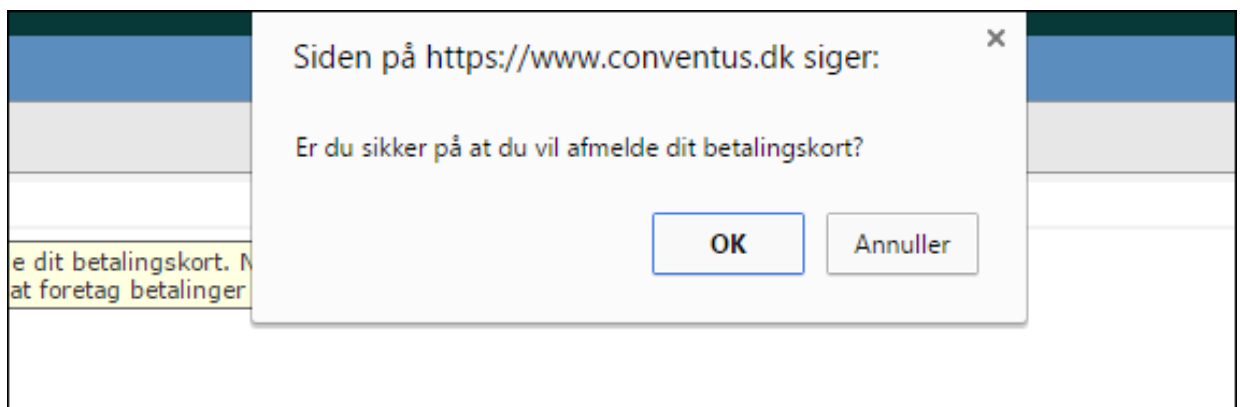 Siden på https://www.conventus.dk siger:
Er du sikker på at du vil afmelde dit betalingskort?
OK
Annuller
e dit betalingskort.
at foretag betalinger